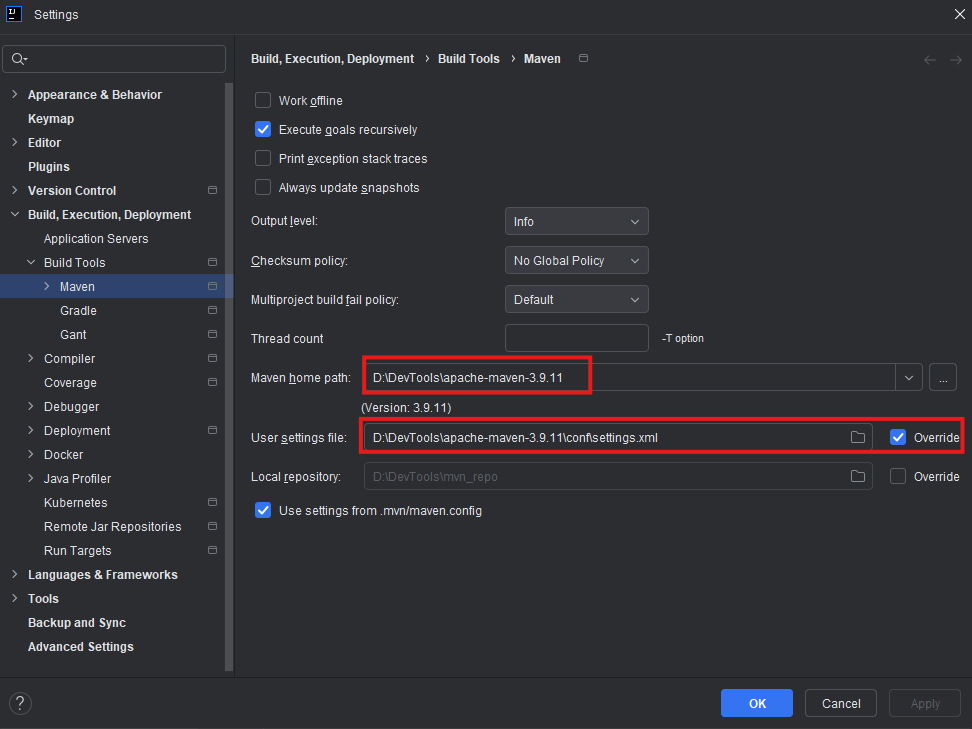 Settings
Build, Execution, Deployment › Build Tools › Maven
Appearance & Behavior
Keymap
Editor
Plugins
Version Control
Build, Execution, Deployment
Application Servers
Build Tools
Maven
Gradle
Gant
Compiler
Coverage
Debugger
Deployment
Docker
Java Profiler
Kubernetes
Remote Jar Repositories
Run Targets
Languages & Frameworks
Tools
Backup and Sync
Advanced Settings
Work offline
Execute goals recursively
Print exception stack traces
Always update snapshots
Output level: Info
Checksum policy: No Global Policy
Multiproject build fail policy: Default
Thread count -T option
Maven home path: D:\DevTools\apache-maven-3.9.11 ...
(Version: 3.9.11)
User settings file: D:\DevTools\apache-maven-3.9.11\conf\settings.xml Override
Local repository: D:\DevTools\mvn_repo Override
Use settings from .mvn/maven.config
? OK Cancel Apply